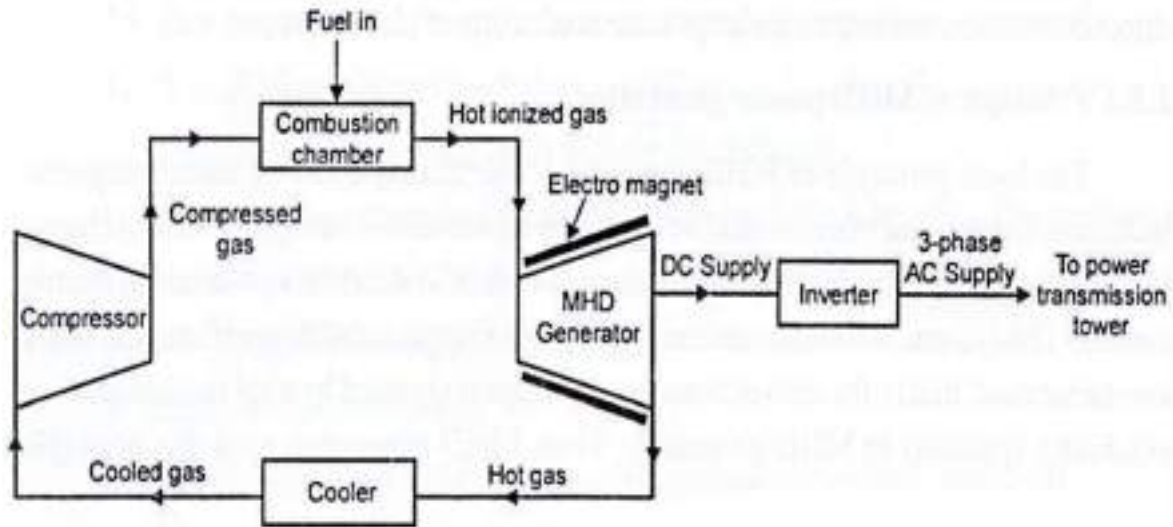 Fuel in
Combustion
chamber
Hot Ionized gas
Electro magnet
Compressed
gas
Compressor
MHD
Generator
DC Supply
Inverter
3-phase
AC Supply
To power
transmission
tower
Cooled gas
Cooler
Hot gas